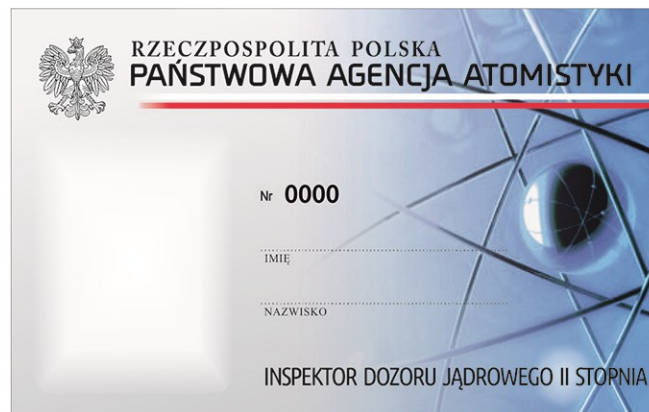 RZECZPOSPOLITA POLSKA
PAŃSTWOWA AGENCJA ATOMISTYKI
Nr 0000
IMIĘ
NAZWISKO
INSPEKTOR DOZORU JĄDROWEGO II STOPNIA